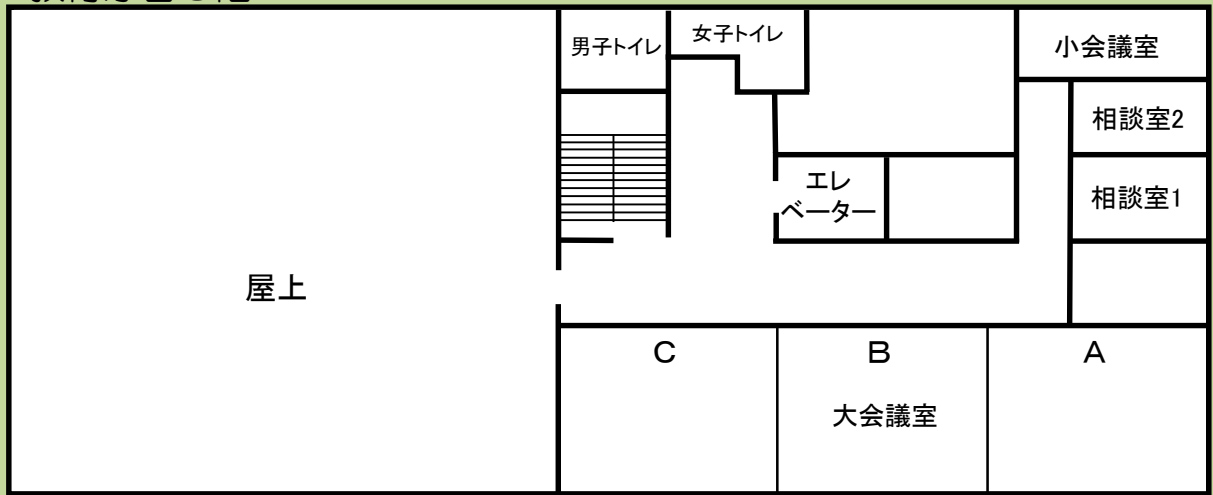 男子トイレ
女子トイレ
小会議室
相談室2
エレ
ベーター
相談室1
屋上
C
B
A
大会議室